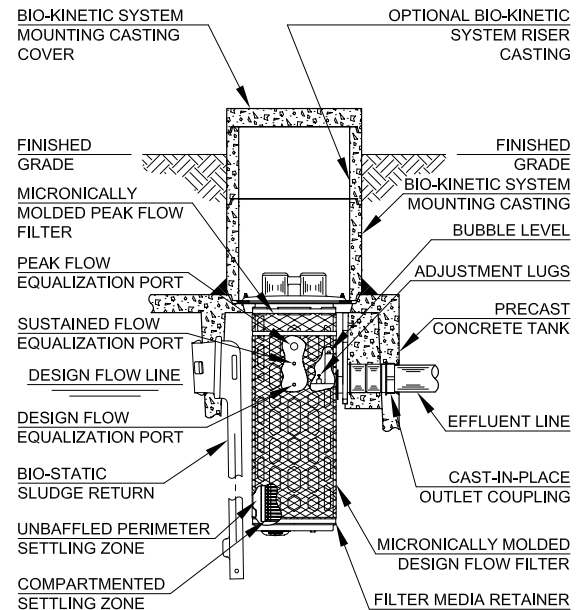 BIO-KINETIC SYSTEM
MOUNTING CASTING
COVER
FINISHED
GRADE
MICRONICALLY
MOLDED PEAK FLOW
FILTER
PEAK FLOW
EQUALIZATION PORT
SUSTAINED FLOW
EQUALIZATION PORT
DESIGN FLOW LINE
DESIGN FLOW
EQUALIZATION PORT
BIO-STATIC
SLUDGE RETURN
UNBAFFLED PERIMETER
SETTLING ZONE
COMPARTMENTED
SETTLING ZONE
OPTIONAL BIO-KINETIC
SYSTEM RISER
CASTING
FINISHED
GRADE
BIO-KINETIC SYSTEM
MOUNTING CASTING
BUBBLE LEVEL
ADJUSTMENT LUGS
PRECAST
CONCRETE TANK
EFFLUENT LINE
CAST-IN-PLACE
OUTLET COUPLING
MICRONICALLY MOLDED
DESIGN FLOW FILTER
FILTER MEDIA RETAINER